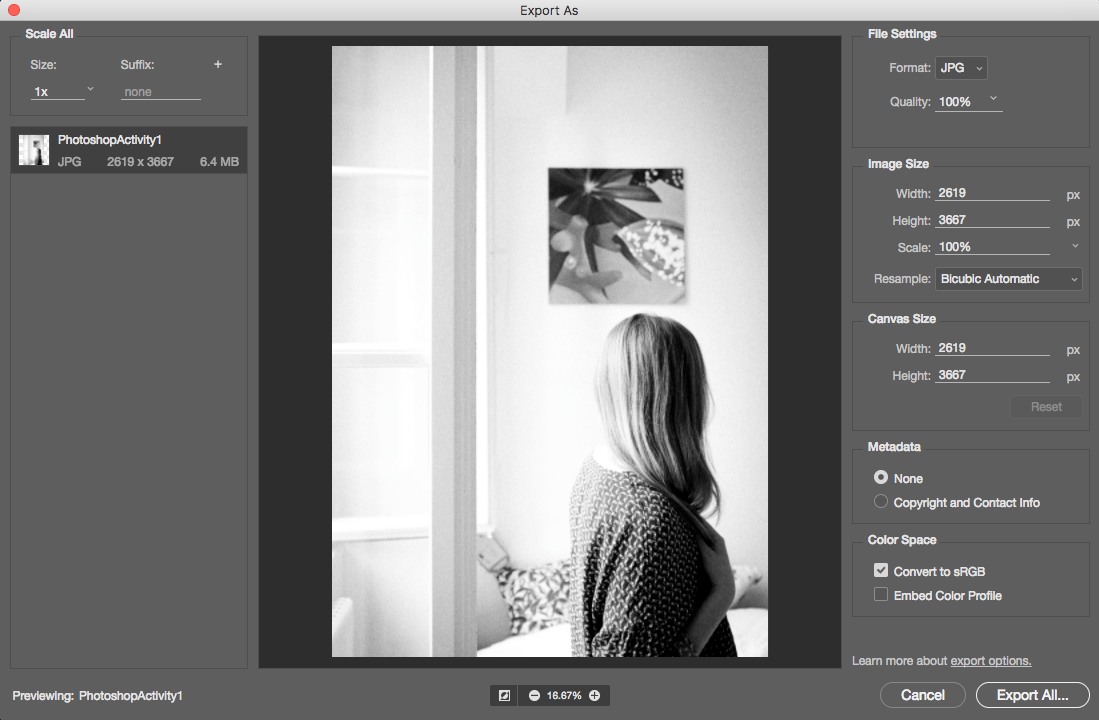 Export As
Scale All
Size:
Suffix:
+
1x
none
PhotoshopActivity1
JPG 2619 x 3667 6.4 MB
File Settings
Format: JPG
Quality: 100%
Image Size
Width: 2619 px
Height: 3667 px
Scale: 100%
Resample: Bicubic Automatic
Canvas Size
Width: 2619 px
Height: 3667 px
Reset
Metadata
None
Copyright and Contact Info
Color Space
Convert to sRGB
Embed Color Profile
Learn more about export options.
Previewing: PhotoshopActivity1
16.67%
Cancel
Export All...